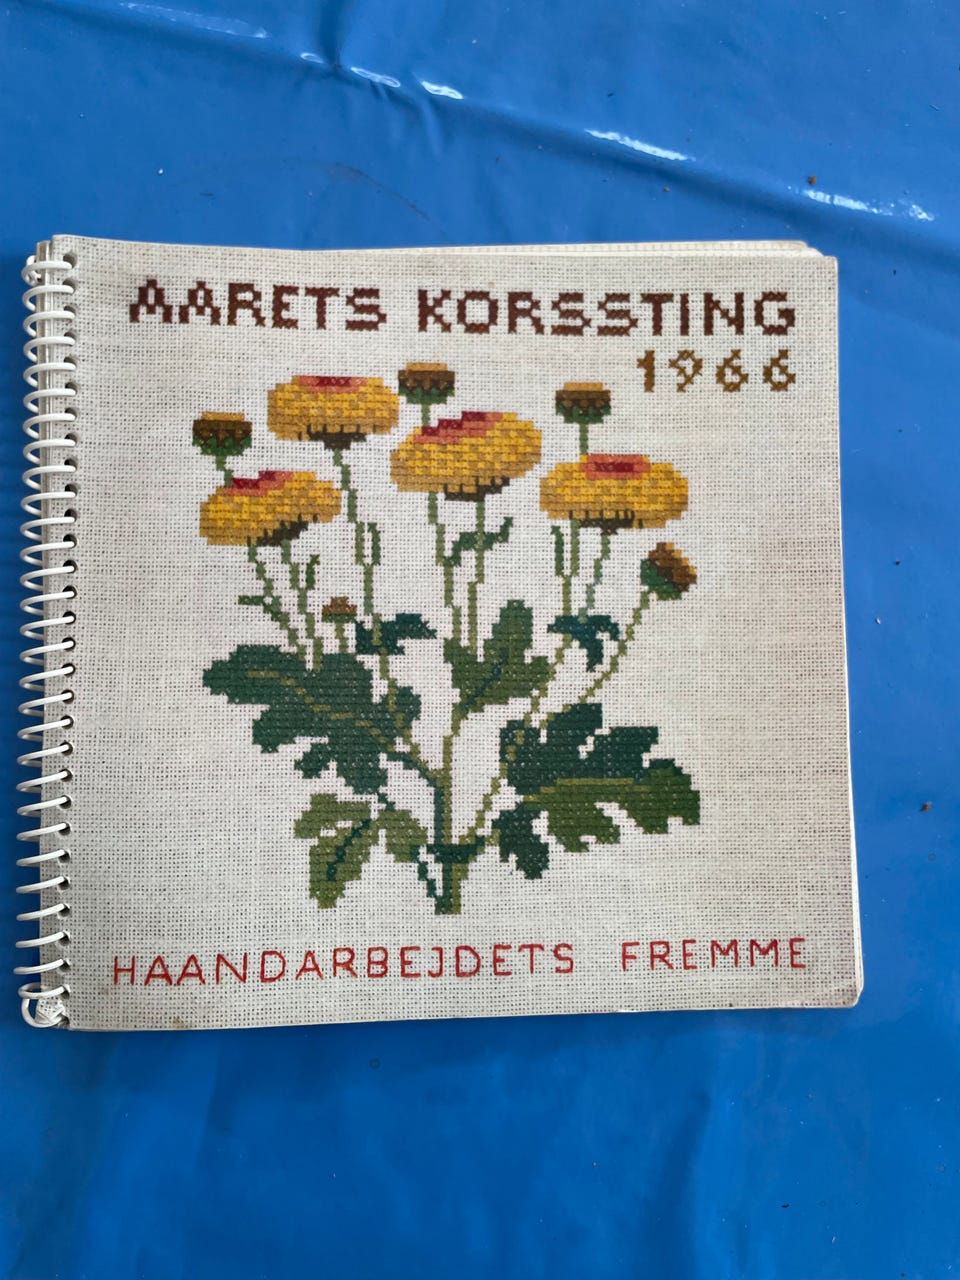 AARETS KORSSTING
1966
HAANDARBEJDETS FREMME